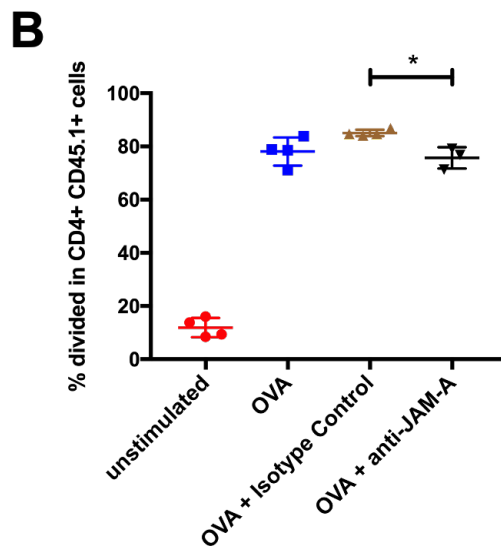 B
*
% divided in CD4+ CD45.1+ cells
100
80
60
40
20
0
unstimulated
OVA
OVA + Isotype Control
OVA + anti-JAM-A